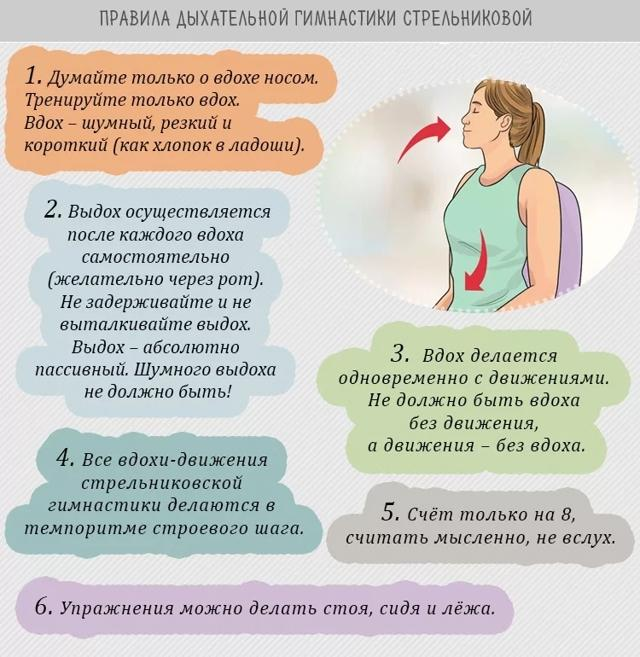 ПРАВИЛА ДЫХАТЕЛЬНОЙ ГИМНАСТИКИ СТРЕЛЬНИКОВОЙ
1. Думайте только о вдохе носом.
Тренируйте только вдох.
Вдох – шумный, резкий и
короткий (как хлопок в ладоши).
2. Выдох осуществляется
после каждого вдоха
самостоятельно
(желательно через рот).
Не задерживайте и не
выталкивайте выдох.
Выдох – абсолютно
пассивный. Шумного выдоха
не должно быть!
3. Вдох делается
одновременно с движениями.
Не должно быть вдоха
без движения,
а движения – без вдоха.
4. Все вдохи-движения
стрельниковской
гимнастики делаются в
темпоритме строевого шага.
5. Счёт только на 8,
считать мысленно, не вслух.
6. Упражнения можно делать стоя, сидя и лёжа.